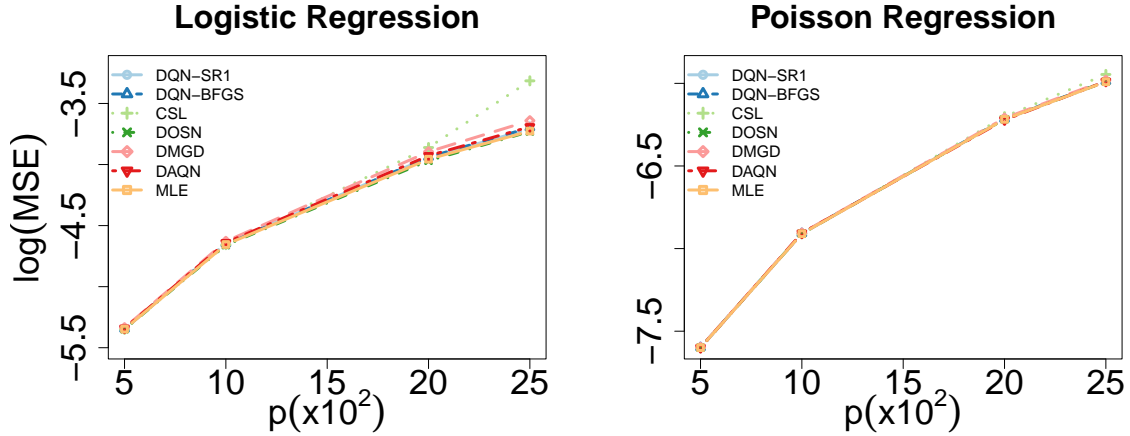 Logistic Regression
log(MSE)
−3.5
−4.5
−5.5
DQN−SR1
DQN−BFGS
CSL
DOSN
DMGD
DAQN
MLE
5 10 15 20 25
p(x10²)
Poisson Regression
−6.5
−7.5
DQN−SR1
DQN−BFGS
CSL
DOSN
DMGD
DAQN
MLE
5 10 15 20 25
p(x10²)